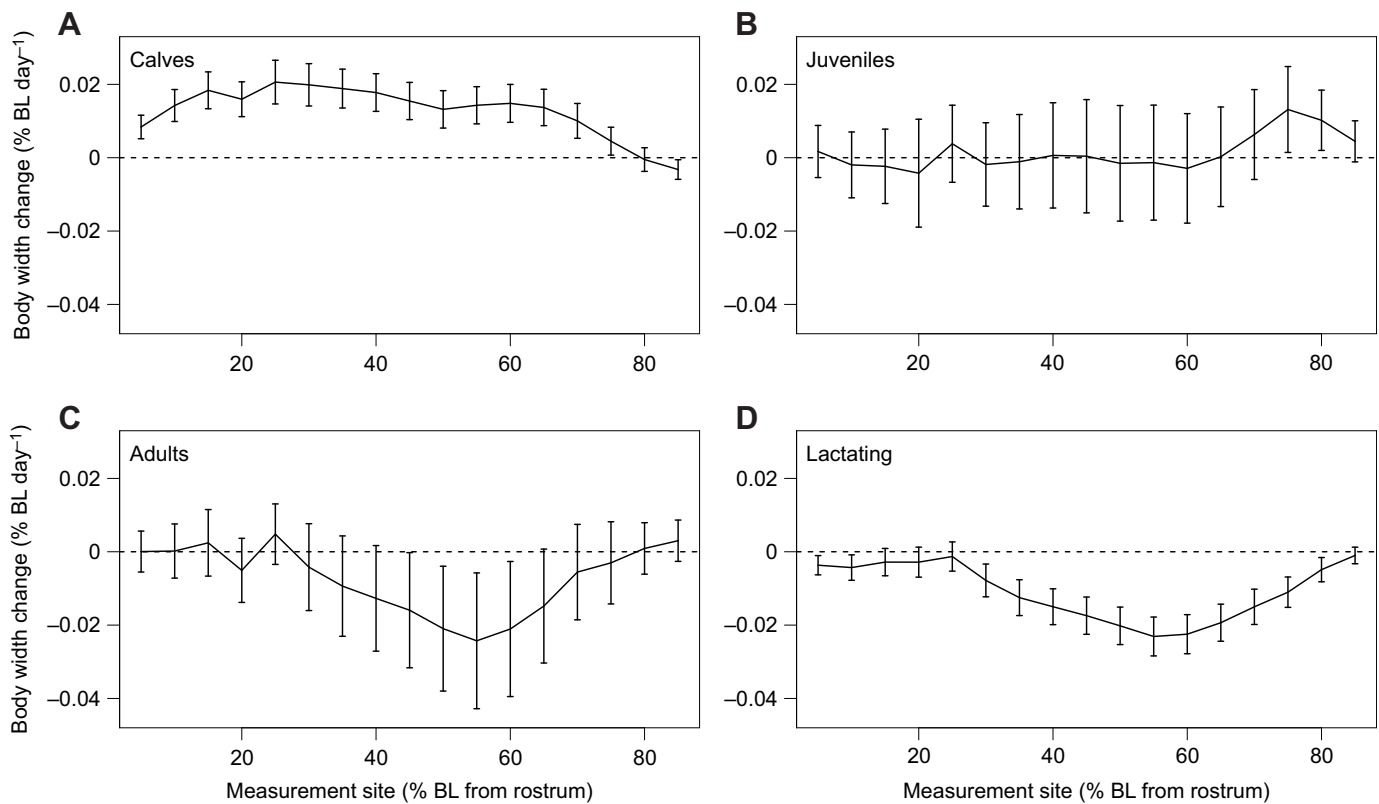 A
Calves
Body width change (% BL day–1)
0.02
0
–0.02
–0.04
20
40
60
80
B
Juveniles
0.02
0
–0.02
–0.04
20
40
60
80
C
Adults
Body width change (% BL day–1)
0.02
0
–0.02
–0.04
20
40
60
80
Measurement site (% BL from rostrum)
D
Lactating
0.02
0
–0.02
–0.04
20
40
60
80
Measurement site (% BL from rostrum)